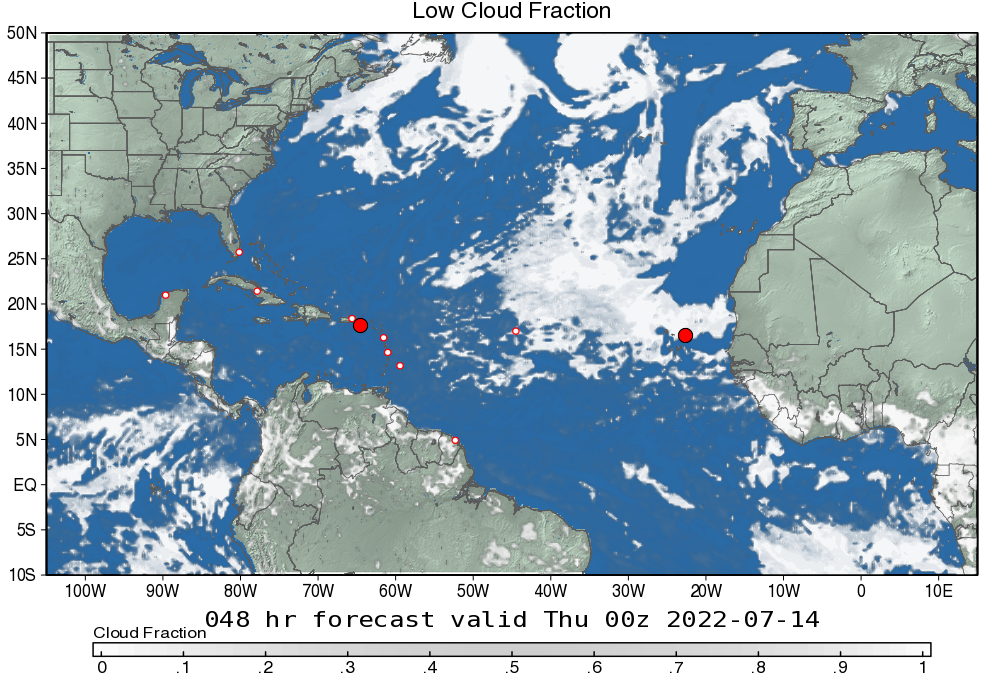 Low Cloud Fraction
50N
45N
40N
35N
30N
25N
20N
15N
10N
5N
EQ
5S
10S
100W 90W 80W 70W 60W 50W 40W 30W 20W 10W 0 10E
048 hr forecast valid Thu 00z 2022-07-14
Cloud Fraction
0 .1 .2 .3 .4 .5 .6 .7 .8 .9 1